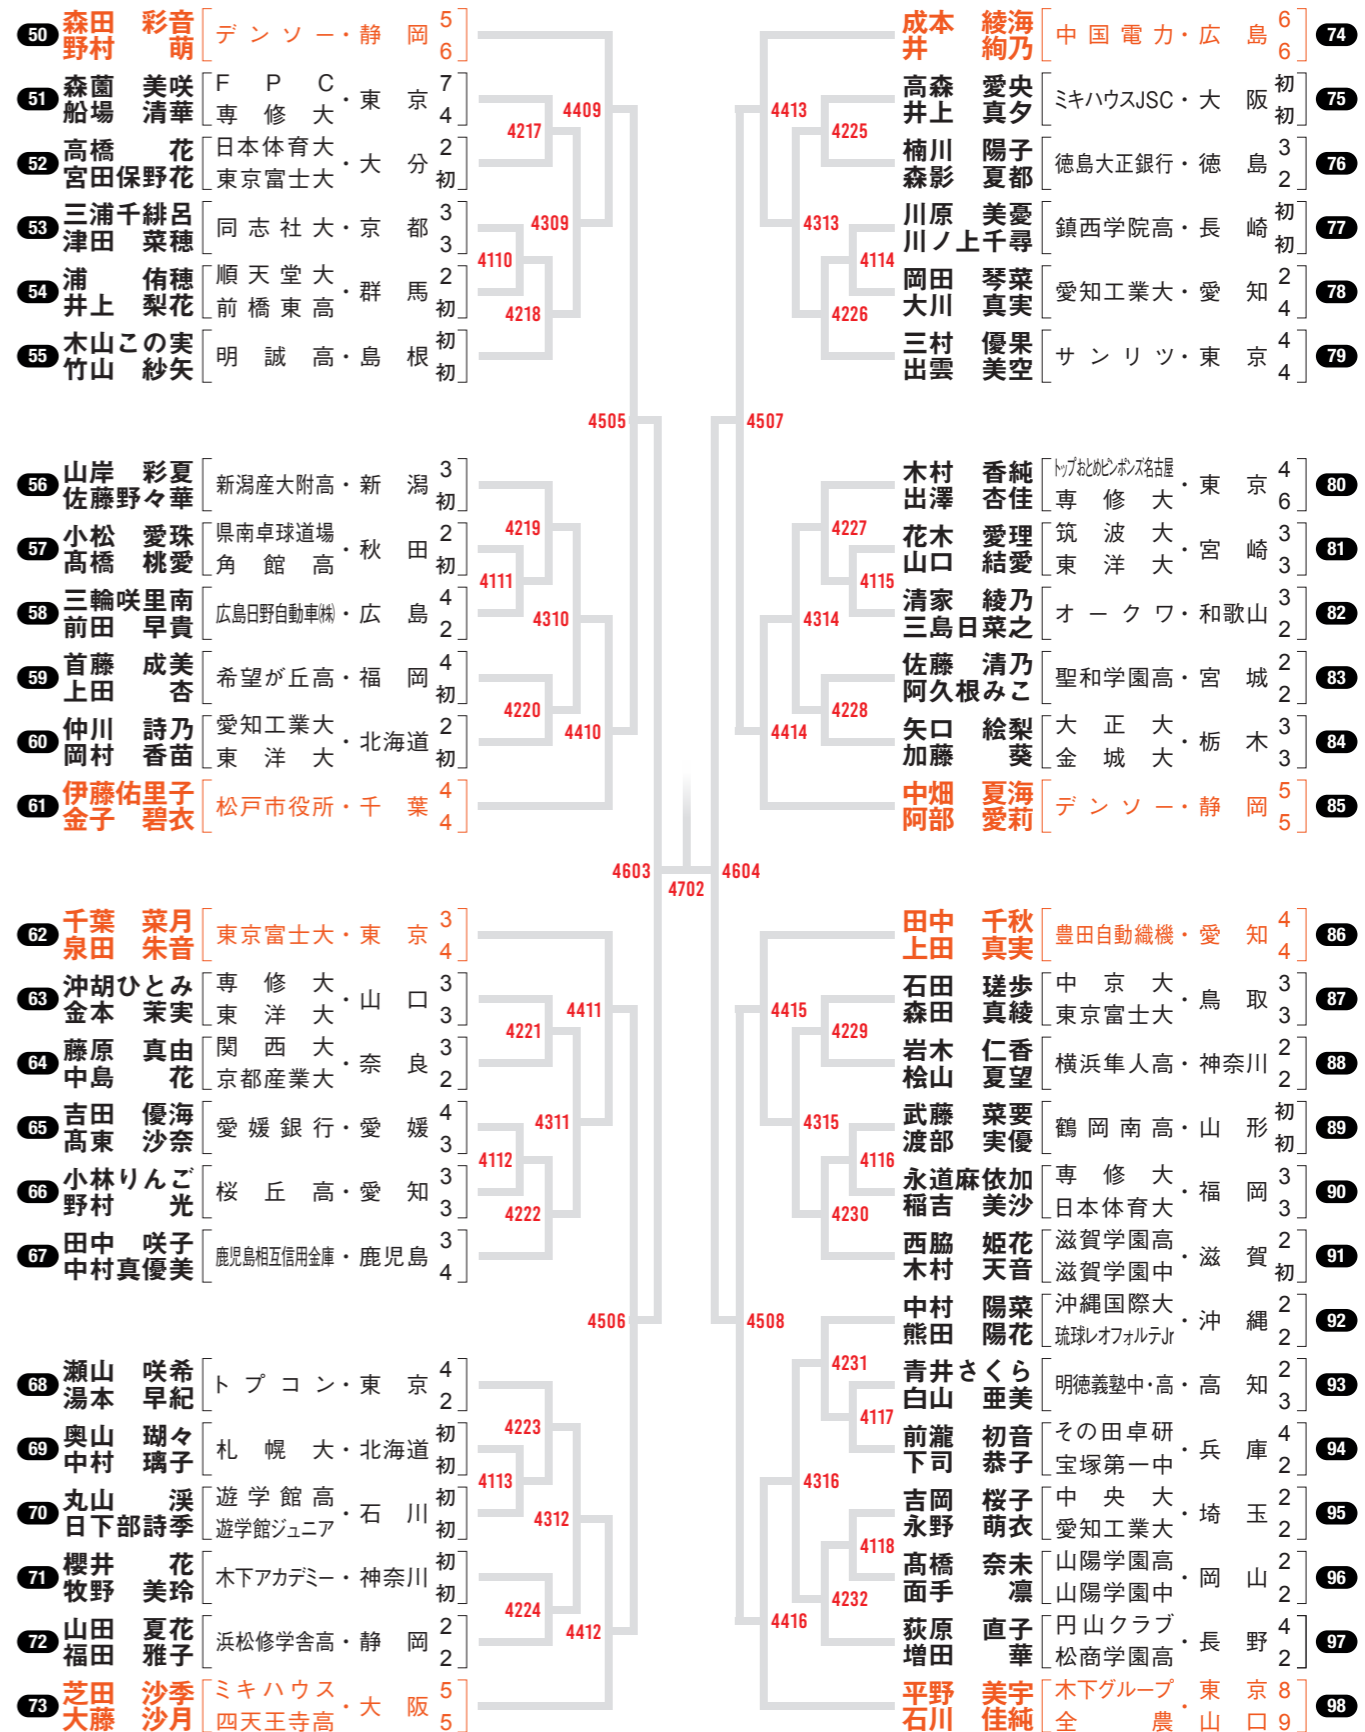 50 森田 彩音 デンソー・静岡 5
野村 萌 6
51 森薗 美咲 FPC・東京 7
船場 清華 専修大 4
52 高橋 花 日本体育大・大分 2
宮田保野花 東京富士大 初
53 三浦千緋呂 同志社大・京都 3
津田 菜穂 3
54 浦 侑穂 順天堂大・群馬 2
井上 梨花 前橋東高 初
55 木山この実 明誠高・島根 初
竹山 紗矢 初
56 山岸 彩夏 新潟産大附高・新潟 3
佐藤野々華 初
57 小松 愛珠 県南卓球道場・秋田 2
髙橋 桃愛 角館高 初
58 三輪咲里南 広島日野自動車㈱・広島 4
前田 早貴 2
59 首藤 成美 希望が丘高・福岡 4
上田 杏 初
60 仲川 詩乃 愛知工業大・北海道 2
岡村 香苗 東洋大 初
61 伊藤佑里子 松戸市役所・千葉 4
金子 碧衣 4
62 千葉 菜月 東京富士大・東京 3
泉田 朱音 4
63 沖胡ひとみ 専修大・山口 3
金本 茉実 東洋大 3
64 藤原 真由 関西大・奈良 3
中島 花 京都産業大 2
65 吉田 優海 愛媛銀行・愛媛 4
髙東 沙奈 3
66 小林りんご 桜丘高・愛知 3
野村 光 3
67 田中 咲子 鹿児島相互信用金庫・鹿児島 3
中村真優美 4
68 瀬山 咲希 トプコン・東京 4
湯本 早紀 2
69 奥山 瑚々 札幌大・北海道 初
中村 璃子 初
70 丸山 渓 遊学館高・石川 初
日下部詩季 遊学館ジュニア 初
71 櫻井 花 木下アカデミー・神奈川 初
牧野 美玲 初
72 山田 夏花 浜松修学舎高・静岡 2
福田 雅子 2
73 芝田 沙季 ミキハウス・大阪 5
大藤 沙月 四天王寺高 5
4409
4217
4309
4110
4218
4505
4219
4111
4310
4220
4410
4603
4702
4604
4411
4221
4311
4112
4222
4506
4223
4113
4312
4224
4412
4413
4225
4313
4114
4226
4507
4227
4115
4314
4228
4414
4415
4229
4315
4116
4230
4508
4231
4117
4316
4118
4232
4416
成本 綾海 中国電力・広島 6 74
井 絢乃 6
高森 愛央 ミキハウスJSC・大阪 初 75
井上 真夕 初
楠川 陽子 徳島大正銀行・徳島 3 76
森影 夏都 2
川原 美憂 鎮西学院高・長崎 初 77
川ノ上千尋 初
岡田 琴菜 愛知工業大・愛知 2 78
大川 真実 4
三村 優果 サンリツ・東京 4 79
出雲 美空 4
木村 香純 トップおとめピンポンズ名古屋・東京 4 80
出澤 杏佳 専修大 6
花木 愛理 筑波大・宮崎 3 81
山口 結愛 東洋大 3
清家 綾乃 オークワ・和歌山 3 82
三島日菜之 2
佐藤 清乃 聖和学園高・宮城 2 83
阿久根みこ 2
矢口 絵梨 大正大・栃木 3 84
加藤 葵 金城大 3
中畑 夏海 デンソー・静岡 5 85
阿部 愛莉 5
田中 千秋 豊田自動織機・愛知 4 86
上田 真実 4
石田 瑳歩 中京大・鳥取 3 87
森田 真綾 東京富士大 3
岩木 仁香 横浜隼人高・神奈川 2 88
桧山 夏望 2
武藤 菜要 鶴岡南高・山形 初 89
渡部 実優 初
永道麻依加 専修大・福岡 3 90
稲吉 美沙 日本体育大 3
西脇 姫花 滋賀学園高・滋賀 2 91
木村 天音 滋賀学園中 初
中村 陽菜 沖縄国際大・沖縄 2 92
熊田 陽花 琉球レオフォルテJr 2
青井さくら 明徳義塾中・高・高知 2 93
白山 亜美 3
前瀧 初音 その田卓研・兵庫 4 94
下司 恭子 宝塚第一中 2
吉岡 桜子 中央大・埼玉 2 95
永野 萌衣 愛知工業大 2
髙橋 奈未 山陽学園高・岡山 2 96
面手 凛 山陽学園中 2
荻原 直子 円山クラブ・長野 4 97
増田 華 松商学園高 2
平野 美宇 木下グループ・東京 8 98
石川 佳純 全農 山口 9